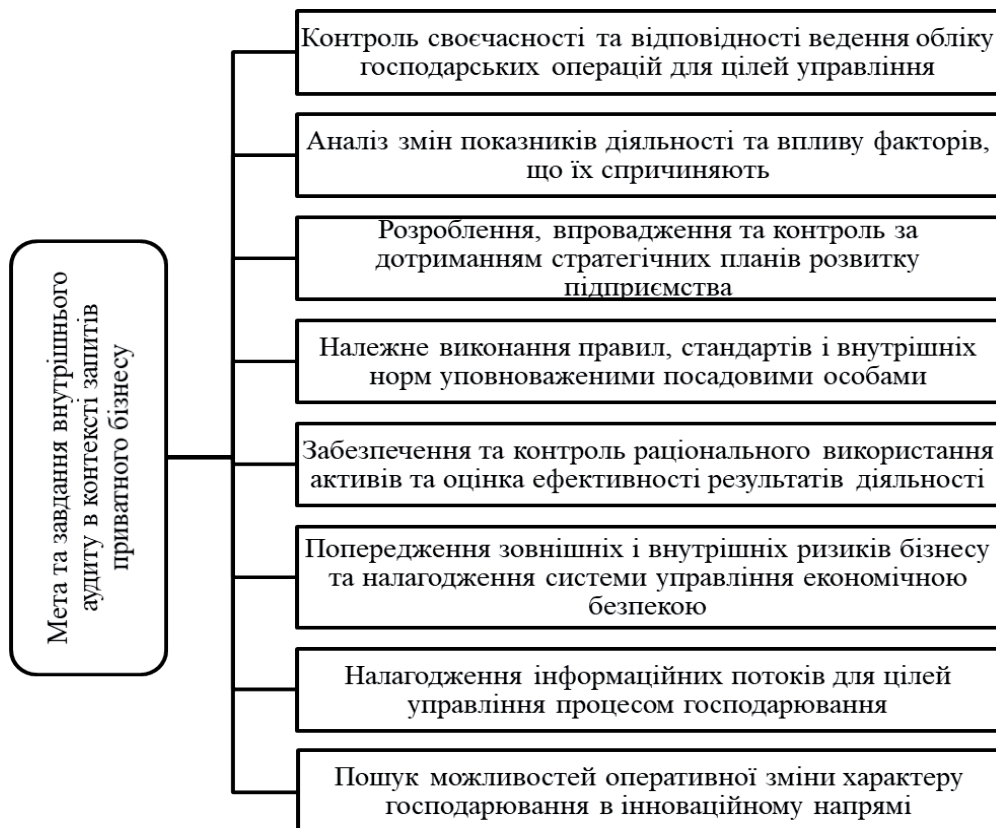 Мета та завдання внутрішнього
аудиту в контексті запитів
приватного бізнесу
Контроль своєчасності та відповідності ведення обліку
господарських операцій для цілей управління
Аналіз змін показників діяльності та впливу факторів,
що їх спричиняють
Розроблення, впровадження та контроль за
дотриманням стратегічних планів розвитку
підприємства
Належне виконання правил, стандартів і внутрішніх
норм уповноваженими посадовими особами
Забезпечення та контроль раціонального використання
активів та оцінка ефективності результатів діяльності
Попередження зовнішніх і внутрішніх ризиків бізнесу
та налагодження системи управління економічною
безпекою
Налагодження інформаційних потоків для цілей
управління процесом господарювання
Пошук можливостей оперативної зміни характеру
господарювання в інноваційному напрямі